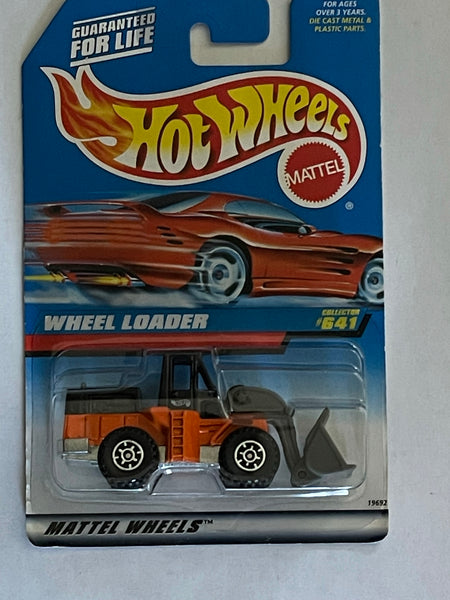 GUARANTEED
FOR LIFE
FOR AGES
OVER 3 YEARS.
DIE CAST METAL &
PLASTIC PARTS.
HOT WHEELS
MATTEL
®
WHEEL LOADER
COLLECTOR
#641
19692
MATTEL WHEELS™